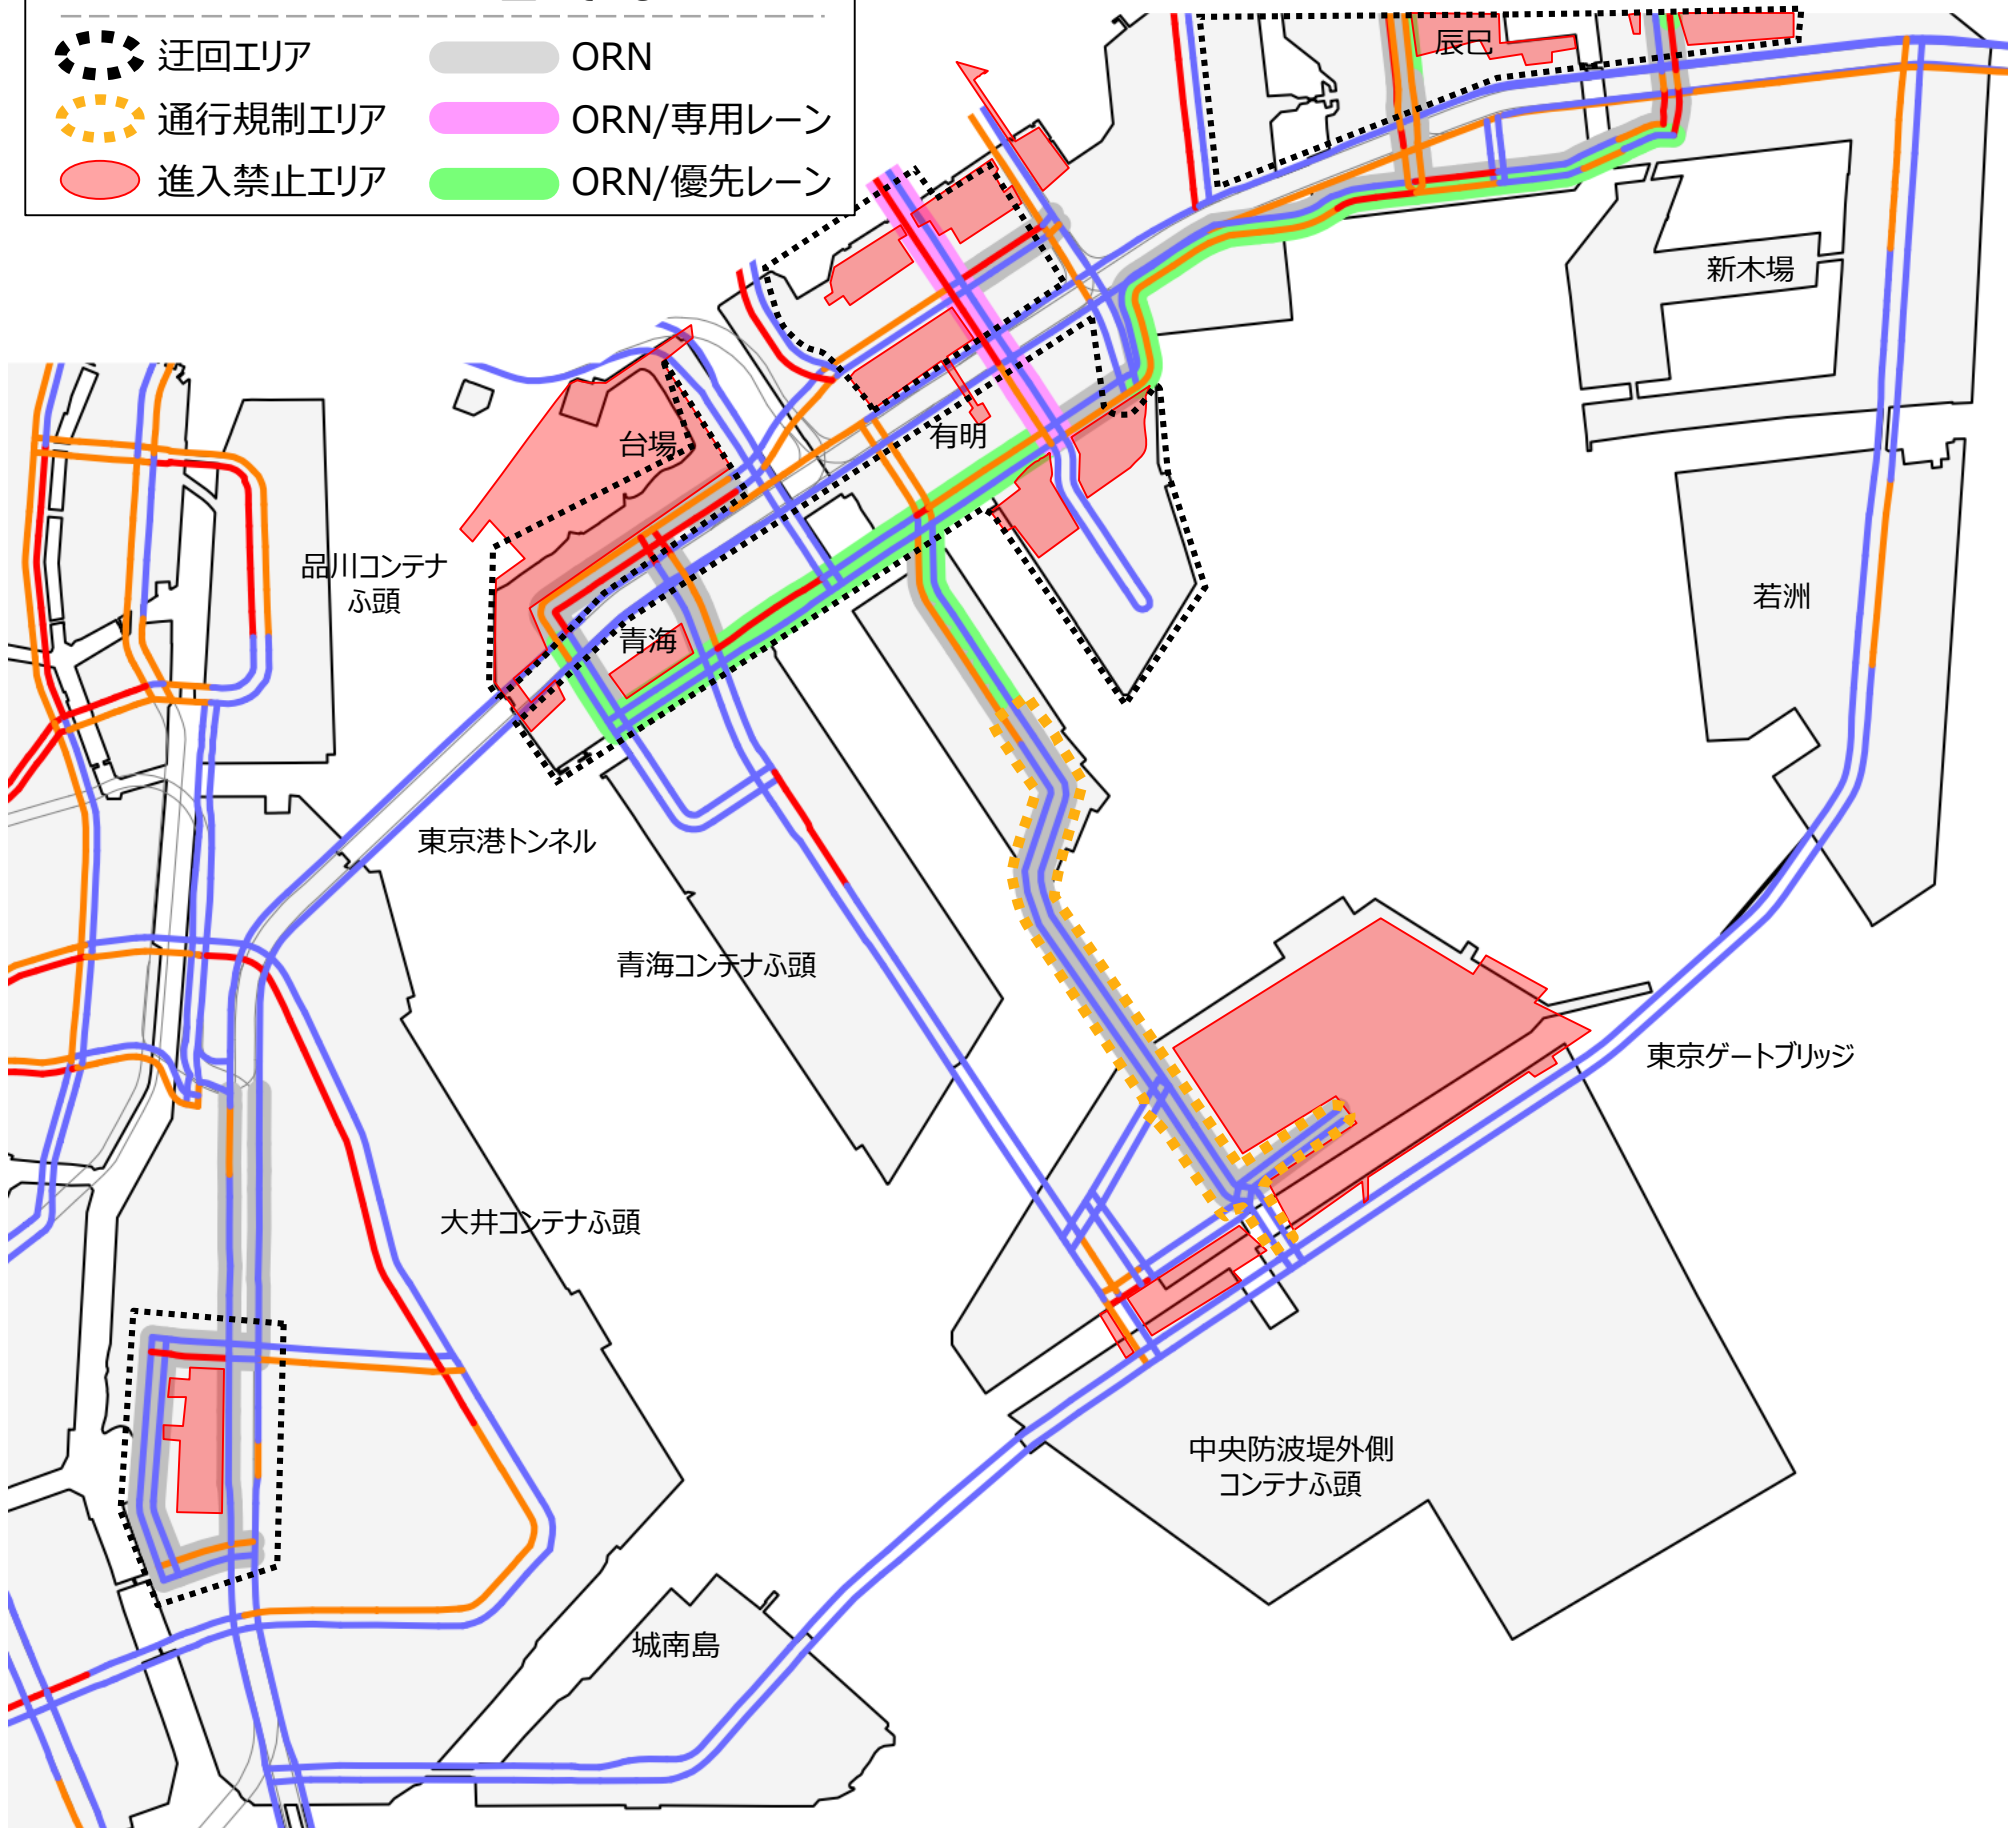 迂回エリア ORN
通行規制エリア ORN/専用レーン
進入禁止エリア ORN/優先レーン
辰巳
新木場
台場
有明
品川コンテナ
ふ頭
青海
若洲
東京港トンネル
青海コンテナふ頭
東京ゲートブリッジ
大井コンテナふ頭
中央防波堤外側
コンテナふ頭
城南島